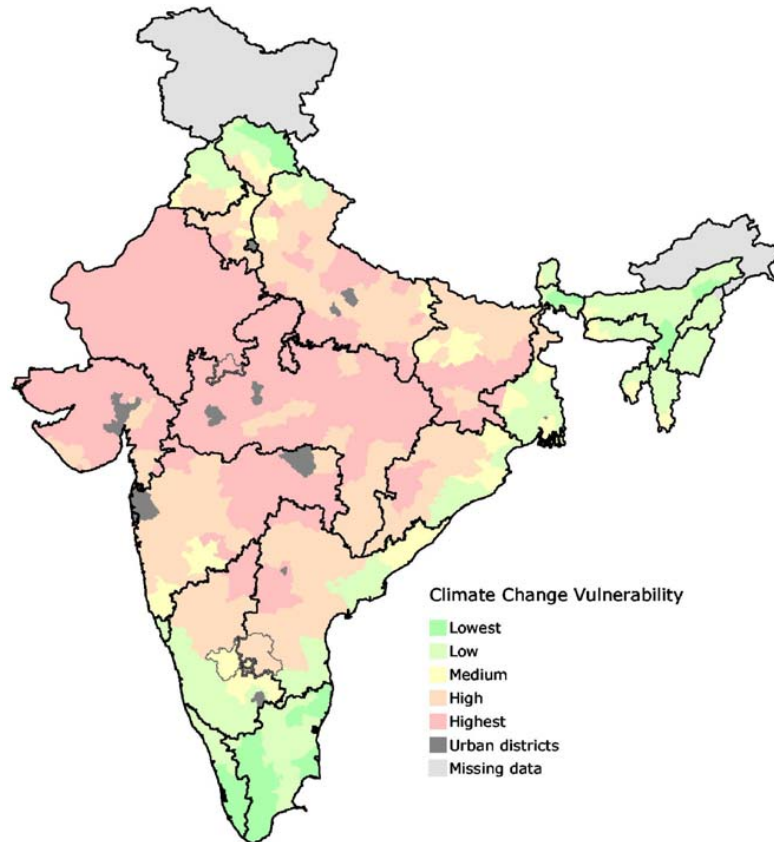 Climate Change Vulnerability
Lowest
Low
Medium
High
Highest
Urban districts
Missing data